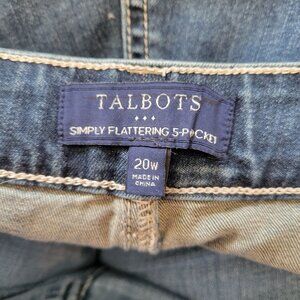 TALBOTS
SIMPLY FLATTERING 5-POCKET
20W
MADE IN
CHINA